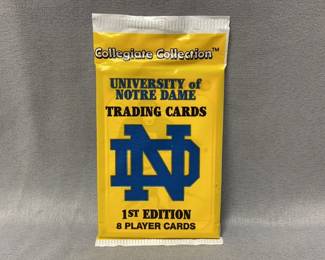 Collegiate Collection™
UNIVERSITY of
NOTRE DAME
TRADING CARDS
ND
1ST EDITION
8 PLAYER CARDS